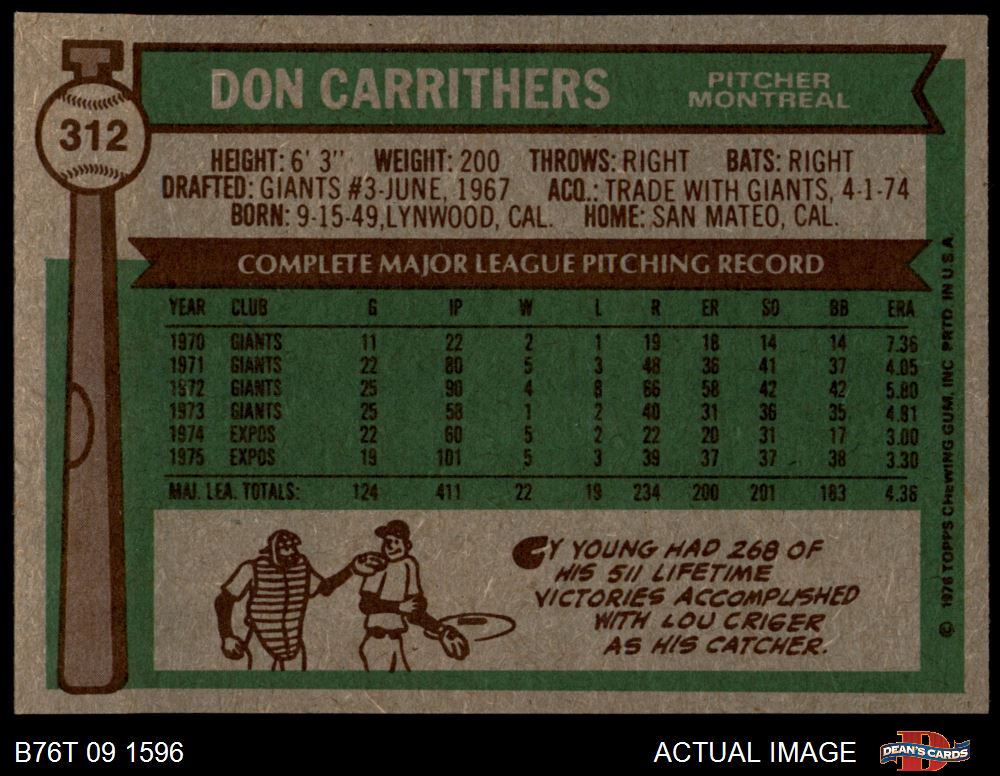 312
DON CARRITHERS
PITCHER
MONTREAL
HEIGHT: 6' 3" WEIGHT: 200 THROWS: RIGHT BATS: RIGHT
DRAFTED: GIANTS #3-JUNE, 1967 ACQ.: TRADE WITH GIANTS, 4-1-74
BORN: 9-15-49, LYNWOOD, CAL. HOME: SAN MATEO, CAL.
COMPLETE MAJOR LEAGUE PITCHING RECORD
YEAR CLUB G IP W L R ER SO BB ERA
1970 GIANTS 11 22 2 1 19 18 14 14 7.36
1971 GIANTS 22 80 5 3 48 36 41 37 4.05
1972 GIANTS 25 90 4 8 66 58 42 42 5.80
1973 GIANTS 25 58 1 2 40 31 36 35 4.81
1974 EXPOS 22 60 5 2 22 20 31 17 3.00
1975 EXPOS 19 101 5 3 39 37 37 38 3.30
MAJ. LEA. TOTALS: 124 411 22 19 234 200 201 183 4.38
CY YOUNG HAD 268 OF
HIS 511 LIFETIME
VICTORIES ACCOMPLISHED
WITH LOU CRIGER
AS HIS CATCHER.
© 1976 TOPPS CHEWING GUM, INC. PRTD. IN U.S.A.
B76T 09 1596
ACTUAL IMAGE
D
DEAN'S CARDS